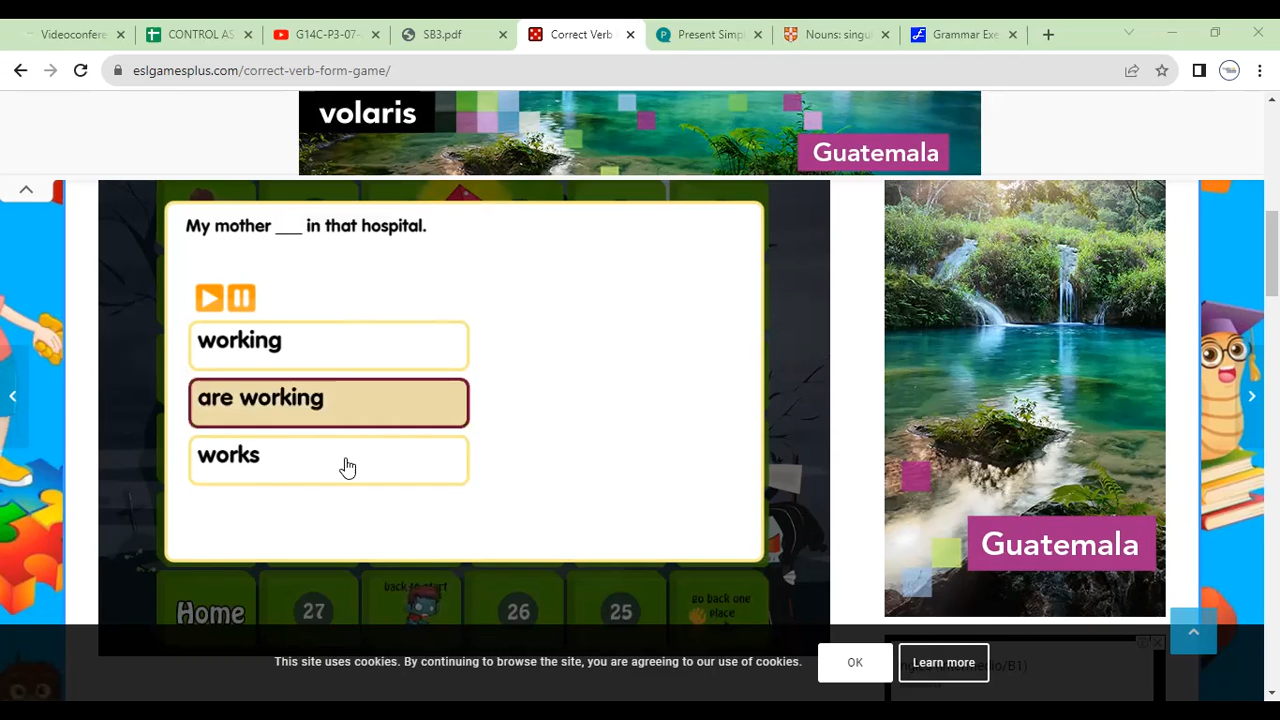 Videoconfere
CONTROL AS
G14C-P3-07-
SB3.pdf
Correct Verb
Present Simpl
Nouns: singu
Grammar Exe
eslgamesplus.com/correct-verb-form-game/
volaris
Guatemala
My mother ___ in that hospital.
working
are working
works
Guatemala
back to start
go back one
place
Home
27
26
25
This site uses cookies. By continuing to browse the site, you are agreeing to our use of cookies.
OK
Learn more